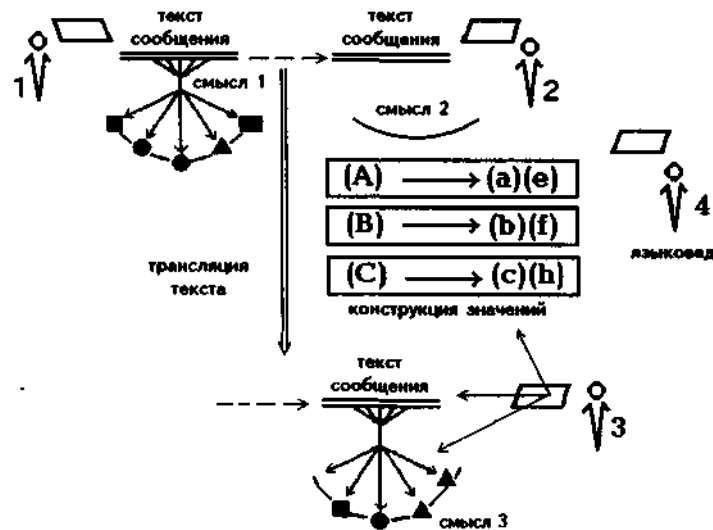 текст
сообщения
текст
сообщения
1
смысл 1
2
смысл 2
(A) (a)(e)
4
(B) (b)(f)
языковед
трансляция
текста
(C) (c)(h)
конструкция значений
текст
сообщения
3
смысл 3